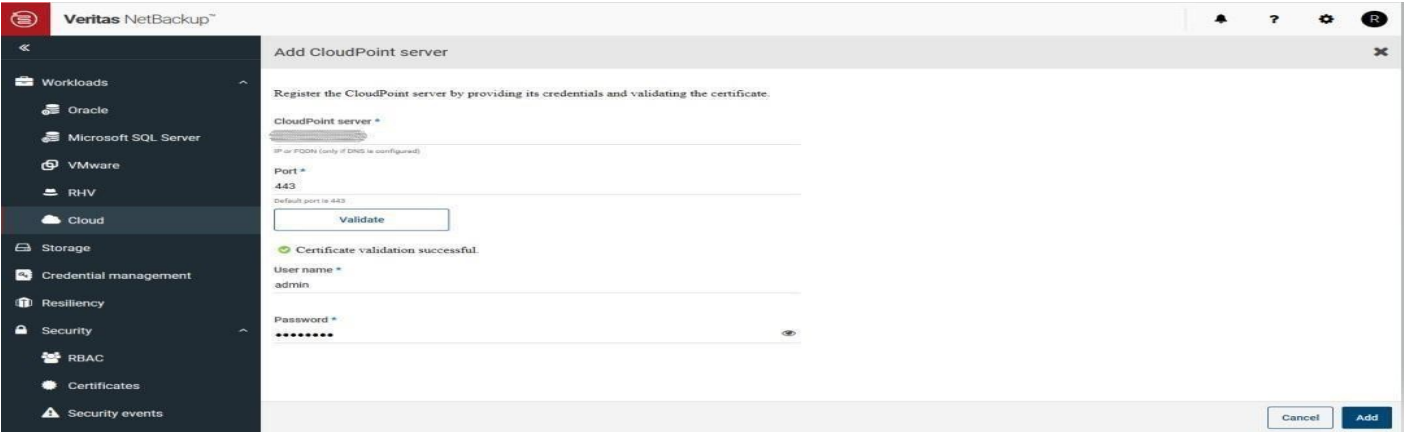 Veritas NetBackup™
?
R
«
Add CloudPoint server
Workloads
Register the CloudPoint server by providing its credentials and validating the certificate.
Oracle
CloudPoint server *
Microsoft SQL Server
IP or FQDN (only if DNS is configured)
VMware
Port *
443
RHV
Default port is 443
Cloud
Validate
Storage
Certificate validation successful.
User name *
Credential management
admin
Resiliency
Password *
Security
••••••••
RBAC
Certificates
Security events
Cancel
Add